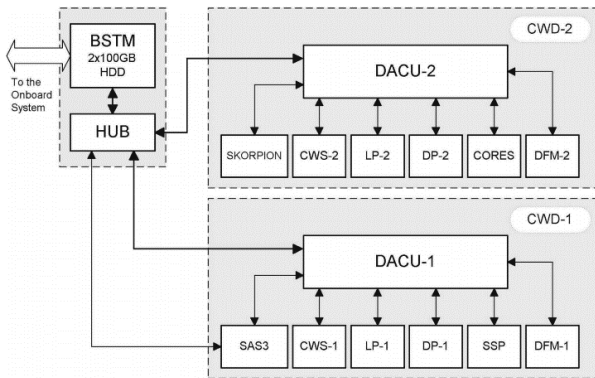 BSTM
2x100GB
HDD
To the
Onboard
System
HUB
CWD-2
DACU-2
SKORPION
CWS-2
LP-2
DP-2
CORES
DFM-2
CWD-1
DACU-1
SAS3
CWS-1
LP-1
DP-1
SSP
DFM-1